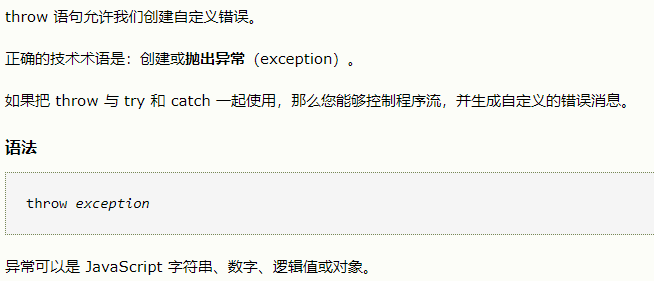 throw 语句允许我们创建自定义错误。
正确的技术术语是：创建或抛出异常（exception）。
如果把 throw 与 try 和 catch 一起使用，那么您能够控制程序流，并生成自定义的错误消息。
语法
throw exception
异常可以是 JavaScript 字符串、数字、逻辑值或对象。